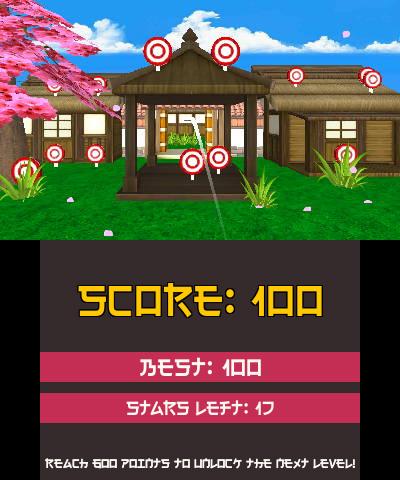 SCORE: 100
BEST: 100
STARS LEFT: 17
REACH 600 POINTS TO UNLOCK THE NEXT LEVEL!